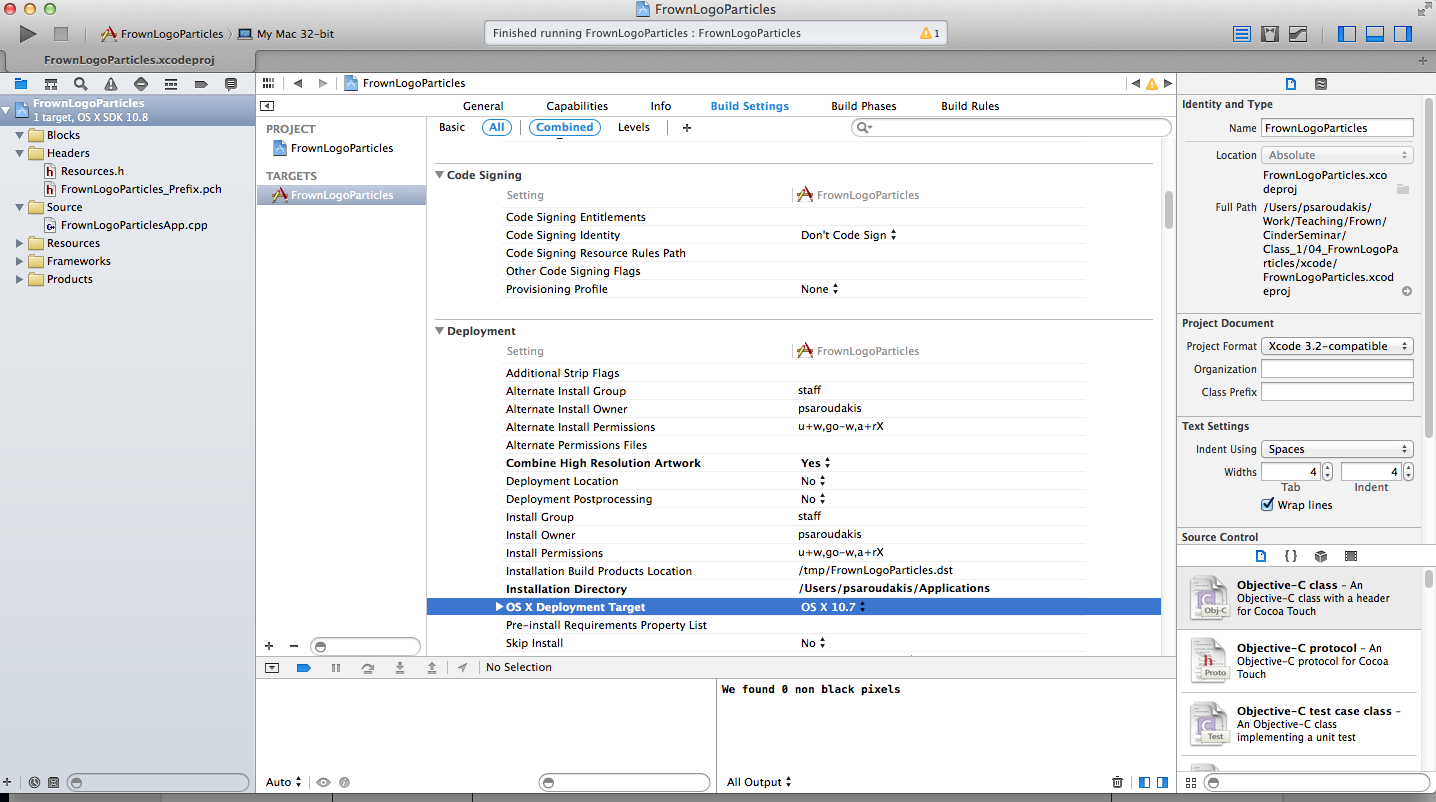 FrownLogoParticles
FrownLogoParticles
My Mac 32-bit
Finished running FrownLogoParticles : FrownLogoParticles
1
FrownLogoParticles.xcodeproj
FrownLogoParticles
1 target, OS X SDK 10.8
Blocks
Headers
Resources.h
FrownLogoParticles_Prefix.pch
Source
FrownLogoParticlesApp.cpp
Resources
Frameworks
Products
FrownLogoParticles
General Capabilities Info Build Settings Build Phases Build Rules
PROJECT
FrownLogoParticles
TARGETS
FrownLogoParticles
Basic All Combined Levels +
Code Signing
Setting FrownLogoParticles
Code Signing Entitlements
Code Signing Identity Don't Code Sign
Code Signing Resource Rules Path
Other Code Signing Flags
Provisioning Profile None
Deployment
Setting FrownLogoParticles
Additional Strip Flags
Alternate Install Group staff
Alternate Install Owner psaroudakis
Alternate Install Permissions u+w,go-w,a+rX
Alternate Permissions Files
Combine High Resolution Artwork Yes
Deployment Location No
Deployment Postprocessing No
Install Group staff
Install Owner psaroudakis
Install Permissions u+w,go-w,a+rX
Installation Build Products Location /tmp/FrownLogoParticles.dst
Installation Directory /Users/psaroudakis/Applications
OS X Deployment Target OS X 10.7
Pre-install Requirements Property List
Skip Install No
No Selection
We found 0 non black pixels
Auto
All Output
Identity and Type
Name FrownLogoParticles
Location Absolute
FrownLogoParticles.xco
deproj
Full Path /Users/psaroudakis/
Work/Teaching/Frown/
CinderSeminar/
Class_1/04_FrownLogoPa
rticles/xcode/
FrownLogoParticles.xcod
eproj
Project Document
Project Format Xcode 3.2-compatible
Organization
Class Prefix
Text Settings
Indent Using Spaces
Widths 4 4
Tab Indent
Wrap lines
Source Control
Objective-C class – An
Objective-C class with a header
for Cocoa Touch
Obj-C
Objective-C protocol – An
Objective-C protocol for Cocoa
Touch
h
Proto
Objective-C test case class –
An Objective-C class
implementing a unit test
Test